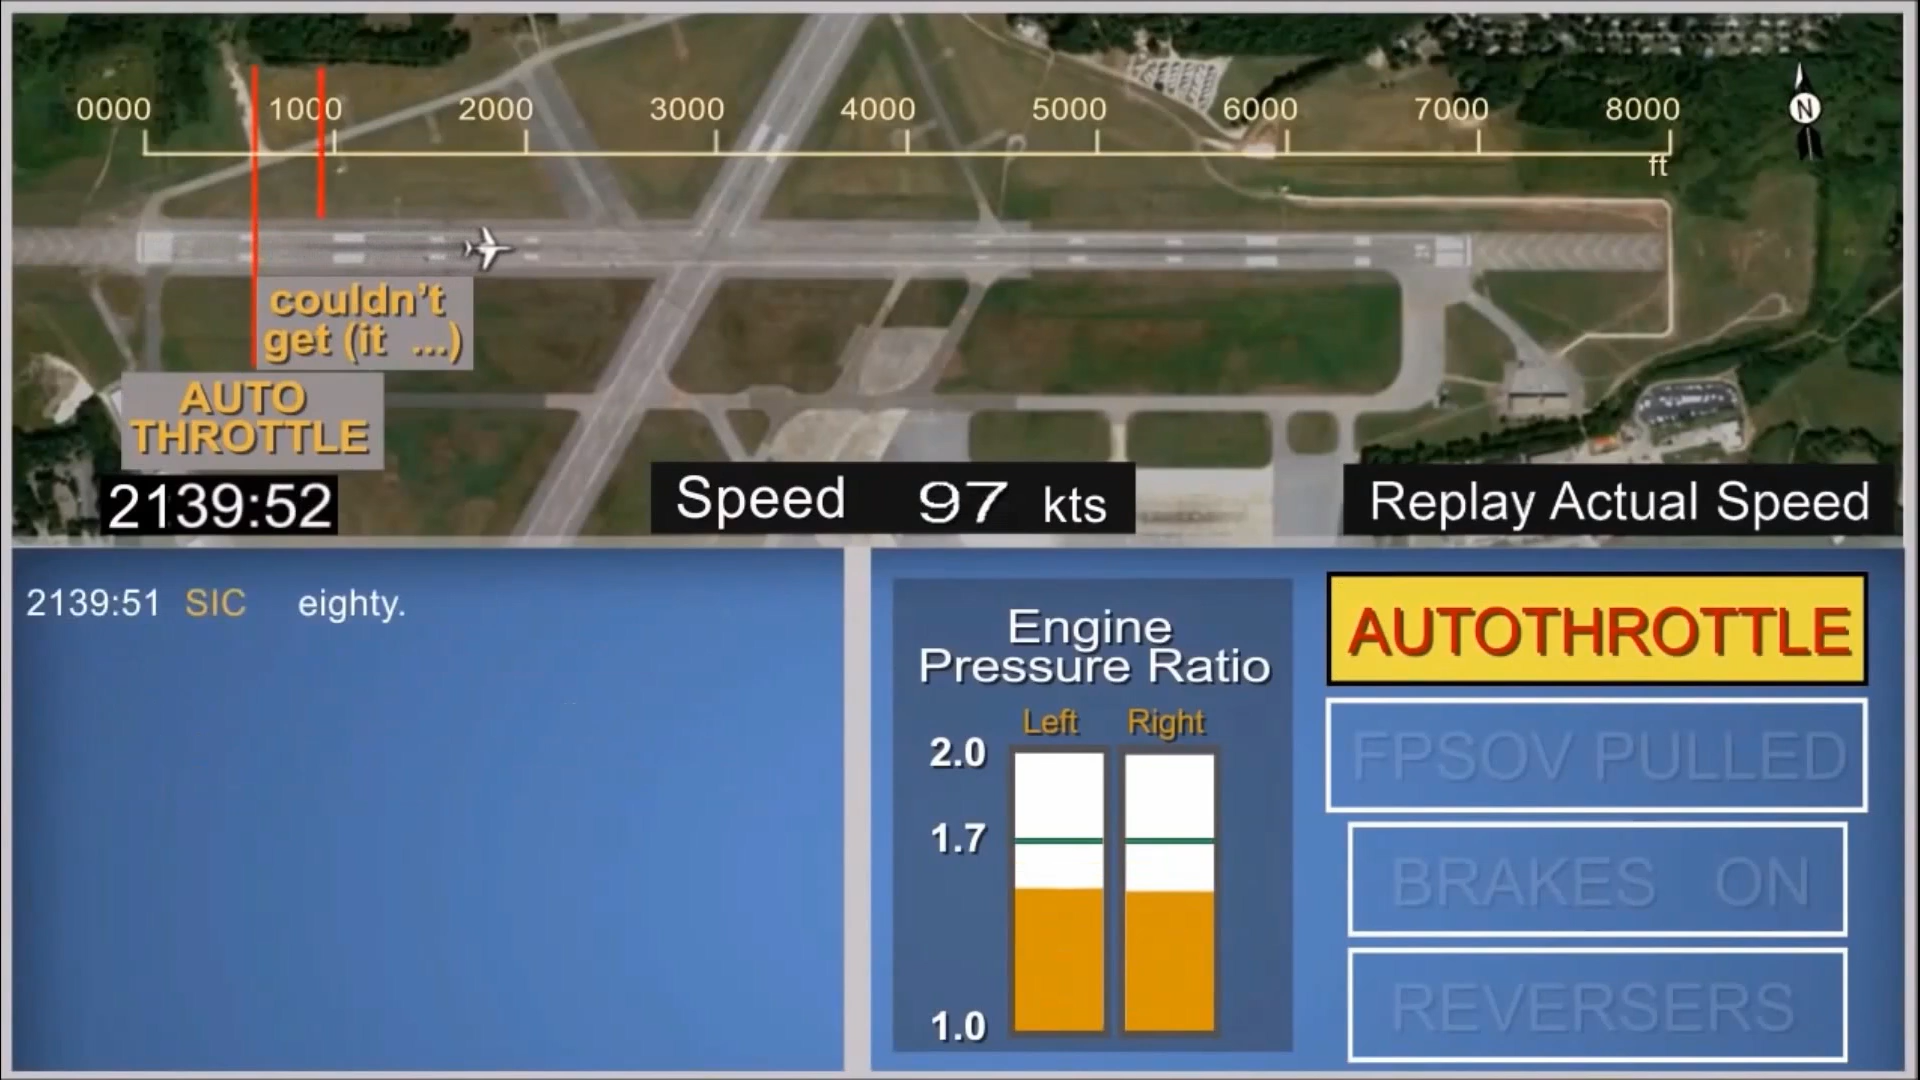 0000 1000 2000 3000 4000 5000 6000 7000 8000
ft
N
couldn't
get (it ...)
AUTO
THROTTLE
2139:52
Speed 97 kts
Replay Actual Speed
2139:51 SIC eighty.
Engine
Pressure Ratio
Left Right
2.0
1.7
1.0
AUTOTHROTTLE
FPSOV PULLED
BRAKES ON
REVERSERS